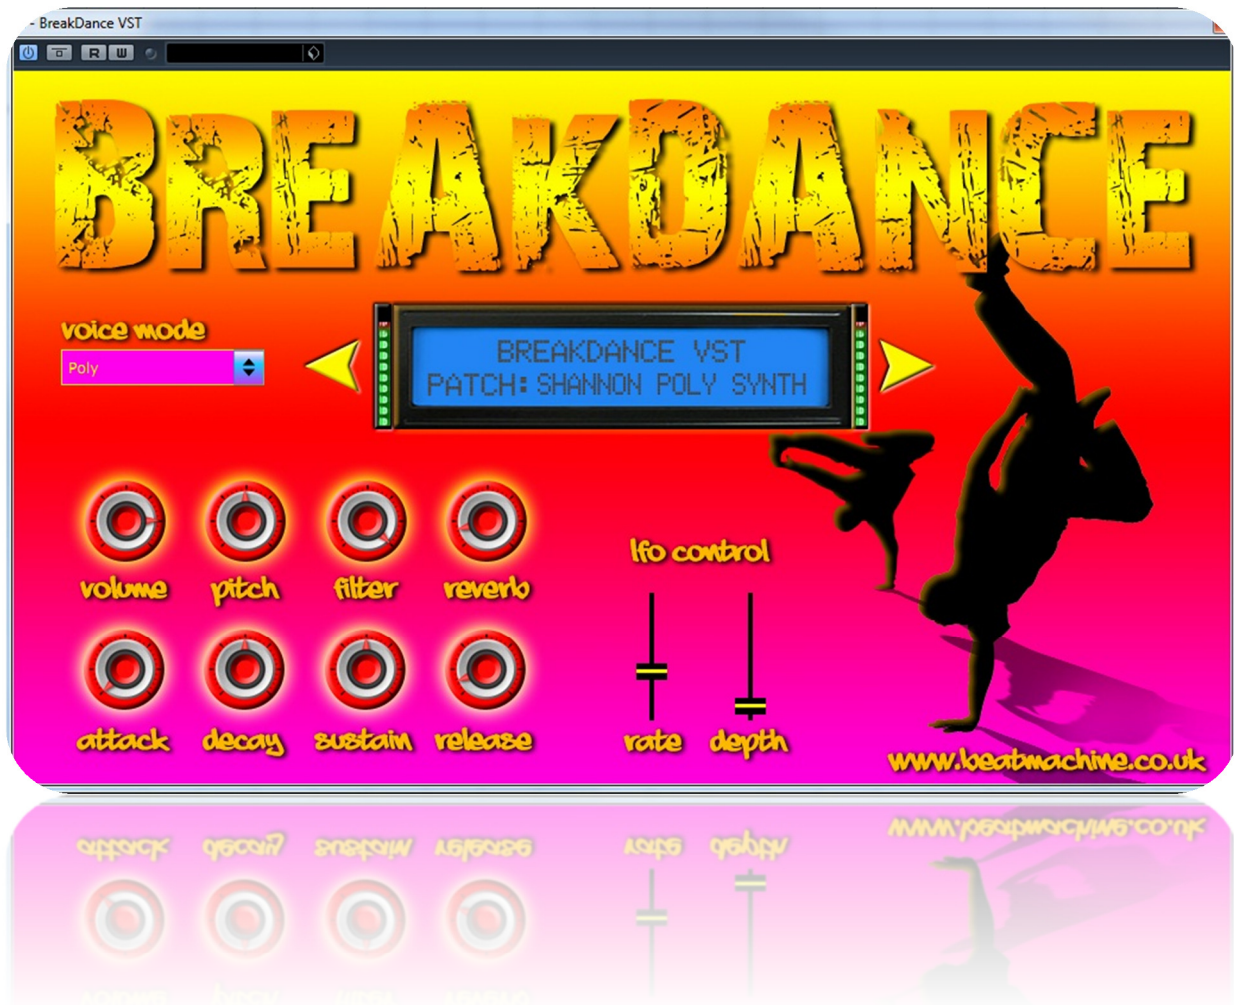 - BreakDance VST
R W
BREAKDANCE
voice mode
Poly
BREAKDANCE VST
PATCH: SHANNON POLY SYNTH
volume pitch filter reverb
lfo control
attack decay sustain release
rate depth
www.beatmachine.co.uk